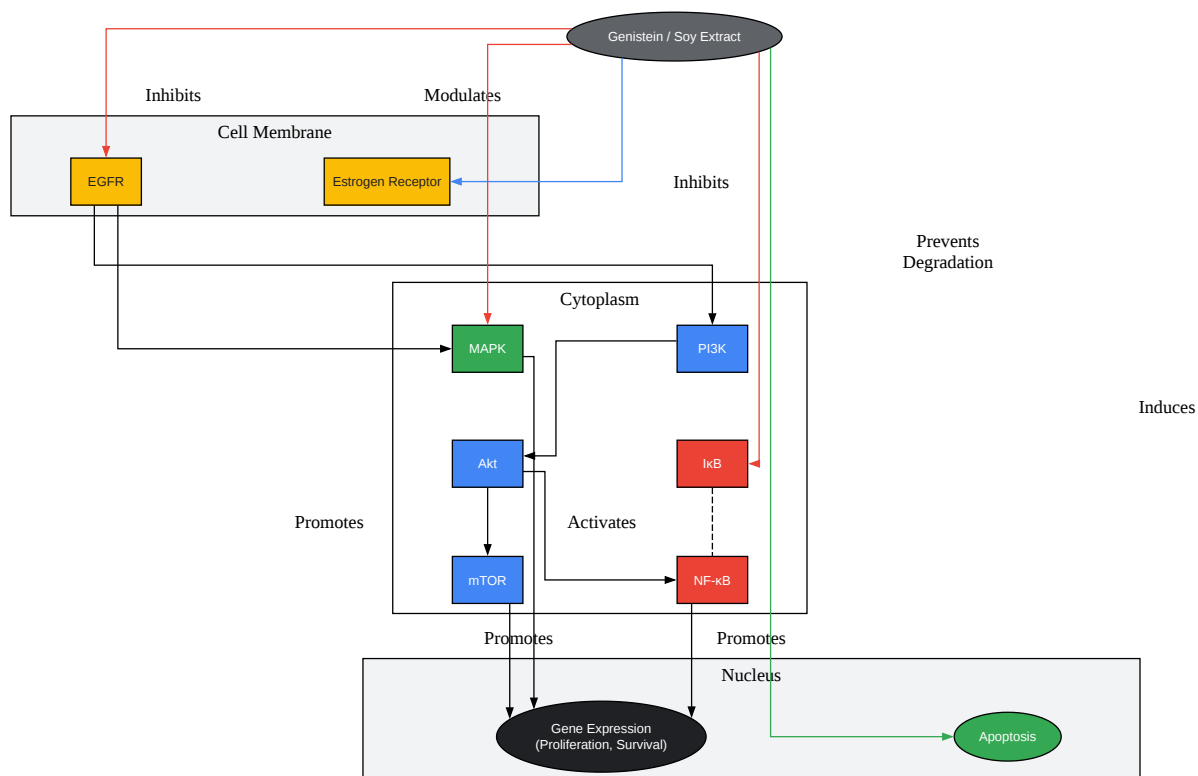 Genistein / Soy Extract
Inhibits
Modulates
Cell Membrane
EGFR
Estrogen Receptor
Inhibits
Prevents
Degradation
Cytoplasm
MAPK
PI3K
Induces
Akt
IκB
Promotes
Activates
mTOR
NF-κB
Promotes
Promotes
Nucleus
Gene Expression
(Proliferation, Survival)
Apoptosis